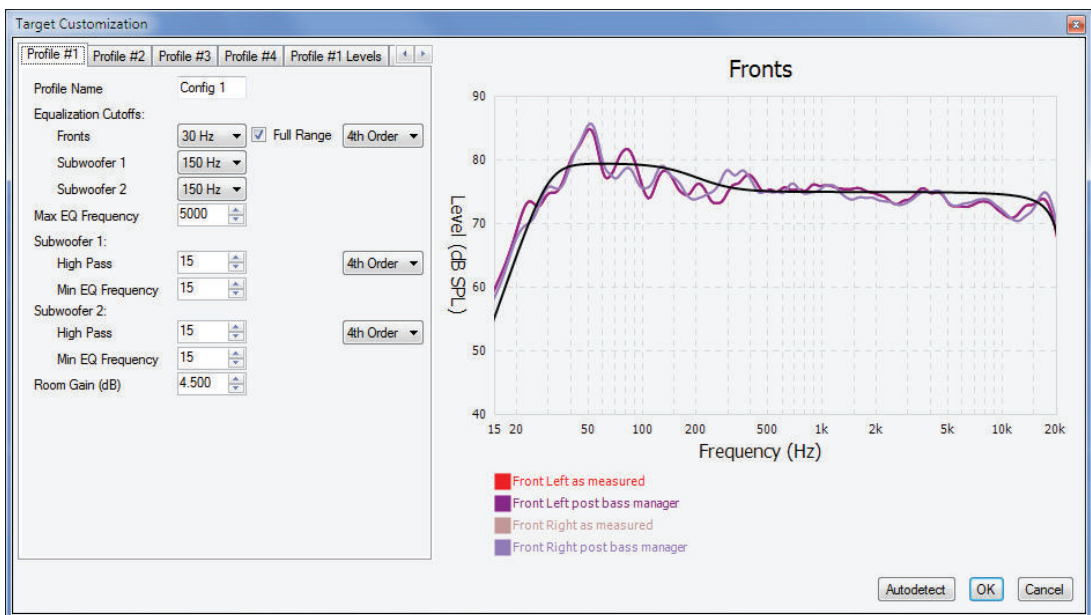 Target Customization
Profile #1 Profile #2 Profile #3 Profile #4 Profile #1 Levels
Profile Name Config 1
Equalization Cutoffs:
Fronts 30 Hz Full Range 4th Order
Subwoofer 1 150 Hz
Subwoofer 2 150 Hz
Max EQ Frequency 5000
Subwoofer 1:
High Pass 15 4th Order
Min EQ Frequency 15
Subwoofer 2:
High Pass 15 4th Order
Min EQ Frequency 15
Room Gain (dB) 4.500
Fronts
90
80
70
60
50
40
Level (dB SPL)
15 20 50 100 200 500 1k 2k 5k 10k 20k
Frequency (Hz)
Front Left as measured
Front Left post bass manager
Front Right as measured
Front Right post bass manager
Autodetect OK Cancel